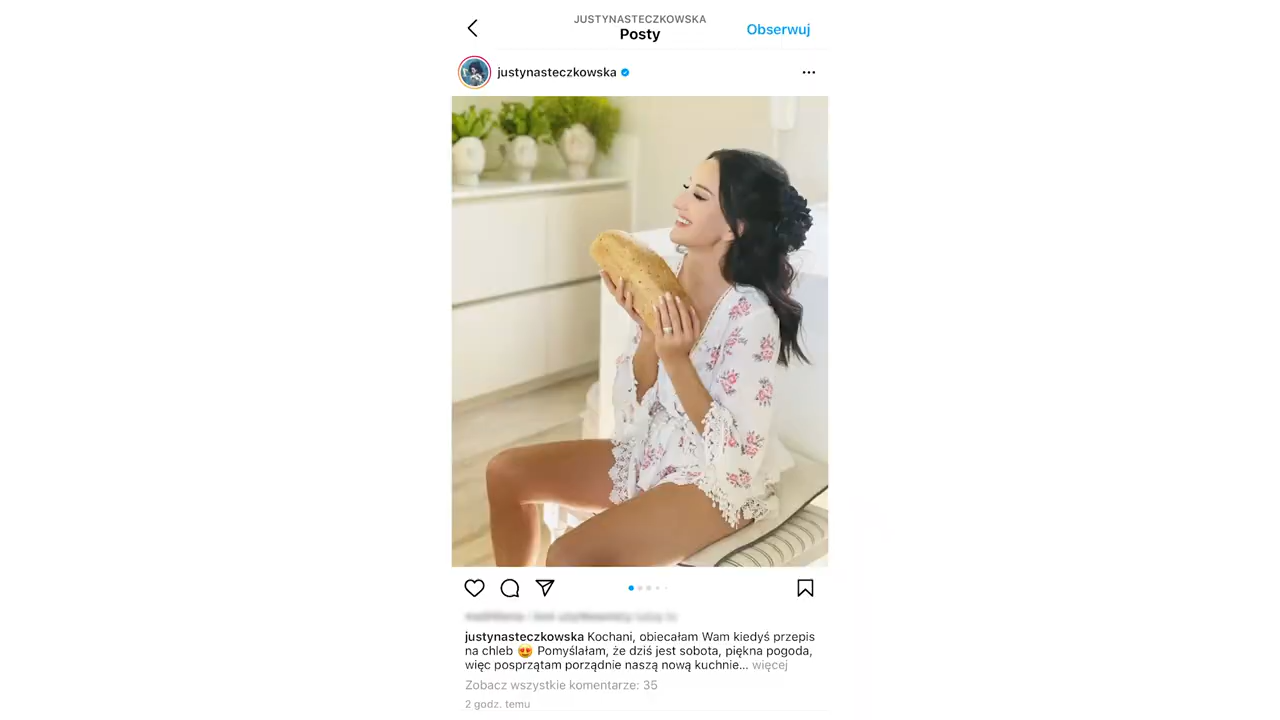 JUSTYNASTECZKOWSKA
Posty
Obserwuj
justynasteczkowska
justynasteczkowska Kochani, obiecałam Wam kiedyś przepis
na chleb 😍 Pomyślałam, że dziś jest sobota, piękna pogoda,
więc posprzątam porządnie naszą nową kuchnie... więcej
Zobacz wszystkie komentarze: 35
2 godz. temu